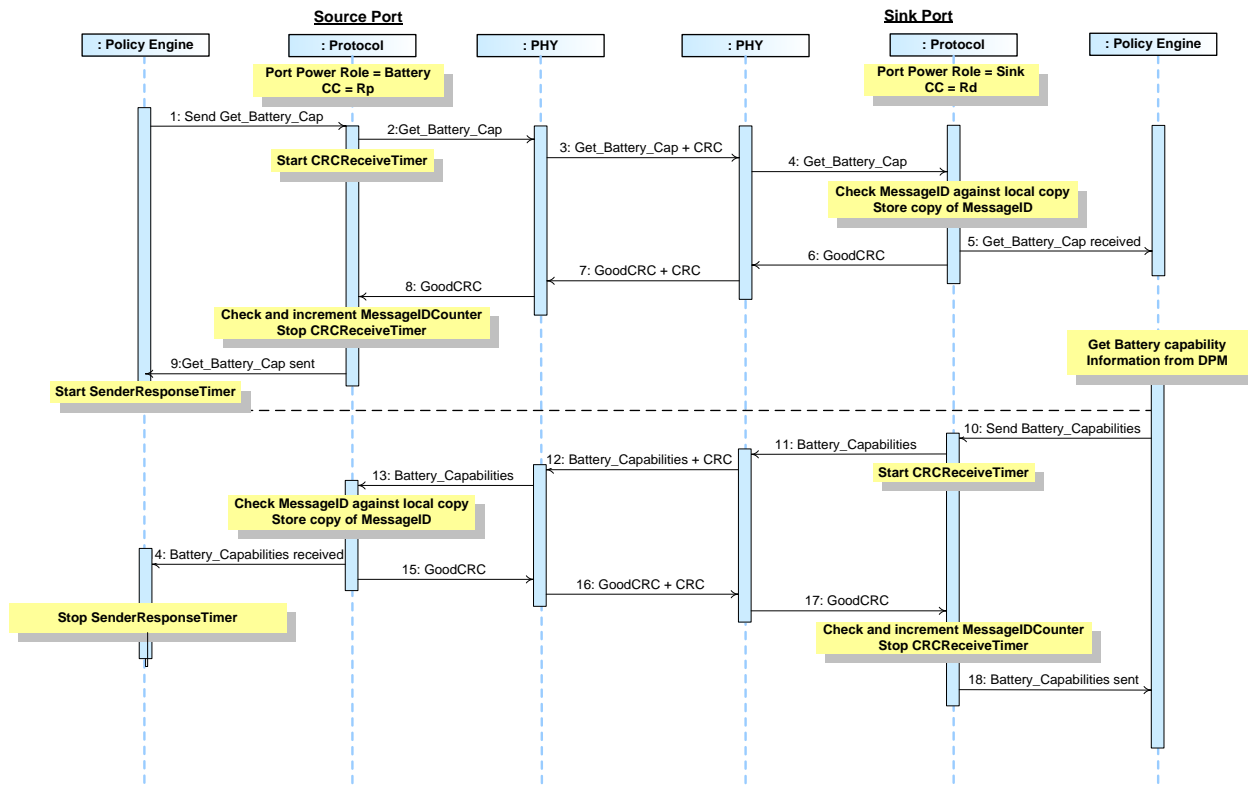 Source Port
Sink Port
: Policy Engine
: Protocol
: PHY
: PHY
: Protocol
: Policy Engine
Port Power Role = Battery
CC = Rp
Port Power Role = Sink
CC = Rd
1: Send Get_Battery_Cap
2:Get_Battery_Cap
Start CRCReceiveTimer
3: Get_Battery_Cap + CRC
4: Get_Battery_Cap
Check MessageID against local copy
Store copy of MessageID
5: Get_Battery_Cap received
6: GoodCRC
7: GoodCRC + CRC
8: GoodCRC
Check and increment MessageIDCounter
Stop CRCReceiveTimer
Get Battery capability
Information from DPM
9:Get_Battery_Cap sent
Start SenderResponseTimer
10: Send Battery_Capabilities
11: Battery_Capabilities
Start CRCReceiveTimer
12: Battery_Capabilities + CRC
13: Battery_Capabilities
Check MessageID against local copy
Store copy of MessageID
4: Battery_Capabilities received
15: GoodCRC
16: GoodCRC + CRC
17: GoodCRC
Stop SenderResponseTimer
Check and increment MessageIDCounter
Stop CRCReceiveTimer
18: Battery_Capabilities sent